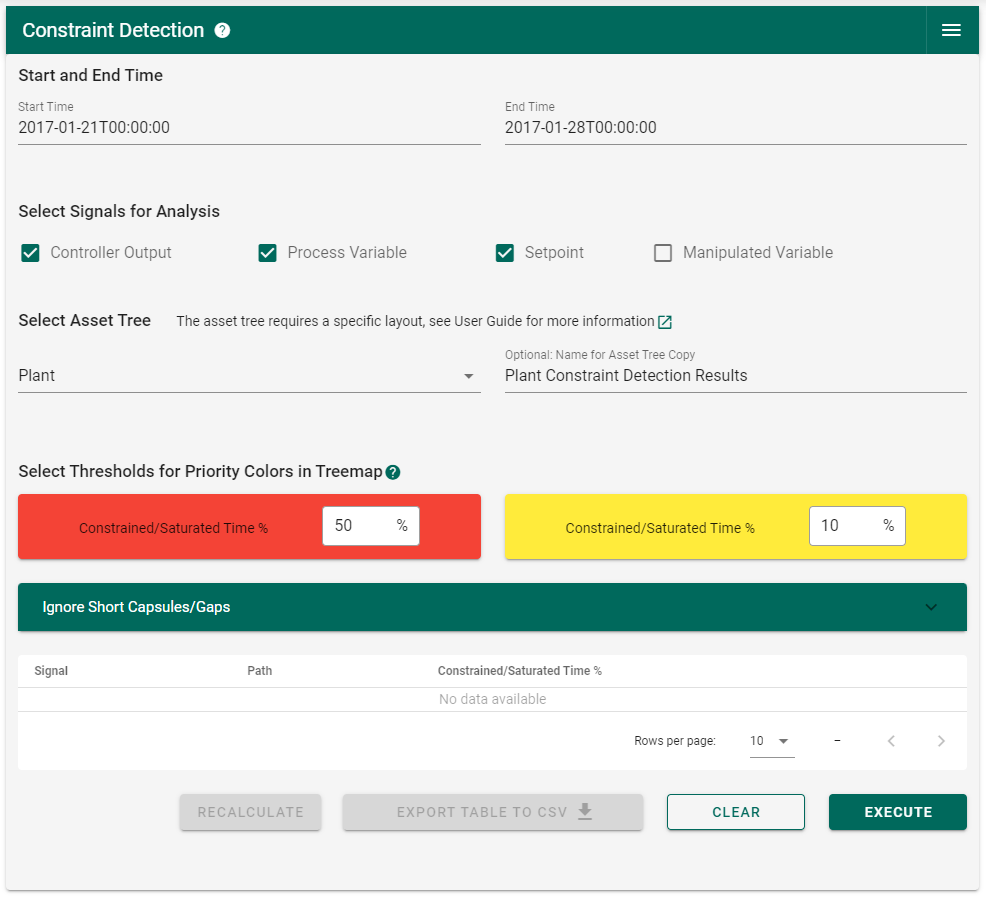 Constraint Detection ?
Start and End Time
Start Time
2017-01-21T00:00:00
End Time
2017-01-28T00:00:00
Select Signals for Analysis
Controller Output
Process Variable
Setpoint
Manipulated Variable
Select Asset Tree
The asset tree requires a specific layout, see User Guide for more information
Plant
Optional: Name for Asset Tree Copy
Plant Constraint Detection Results
Select Thresholds for Priority Colors in Treemap ?
Constrained/Saturated Time % 50 %
Constrained/Saturated Time % 10 %
Ignore Short Capsules/Gaps
Signal Path Constrained/Saturated Time %
No data available
Rows per page: 10 –
RECALCULATE
EXPORT TABLE TO CSV
CLEAR
EXECUTE